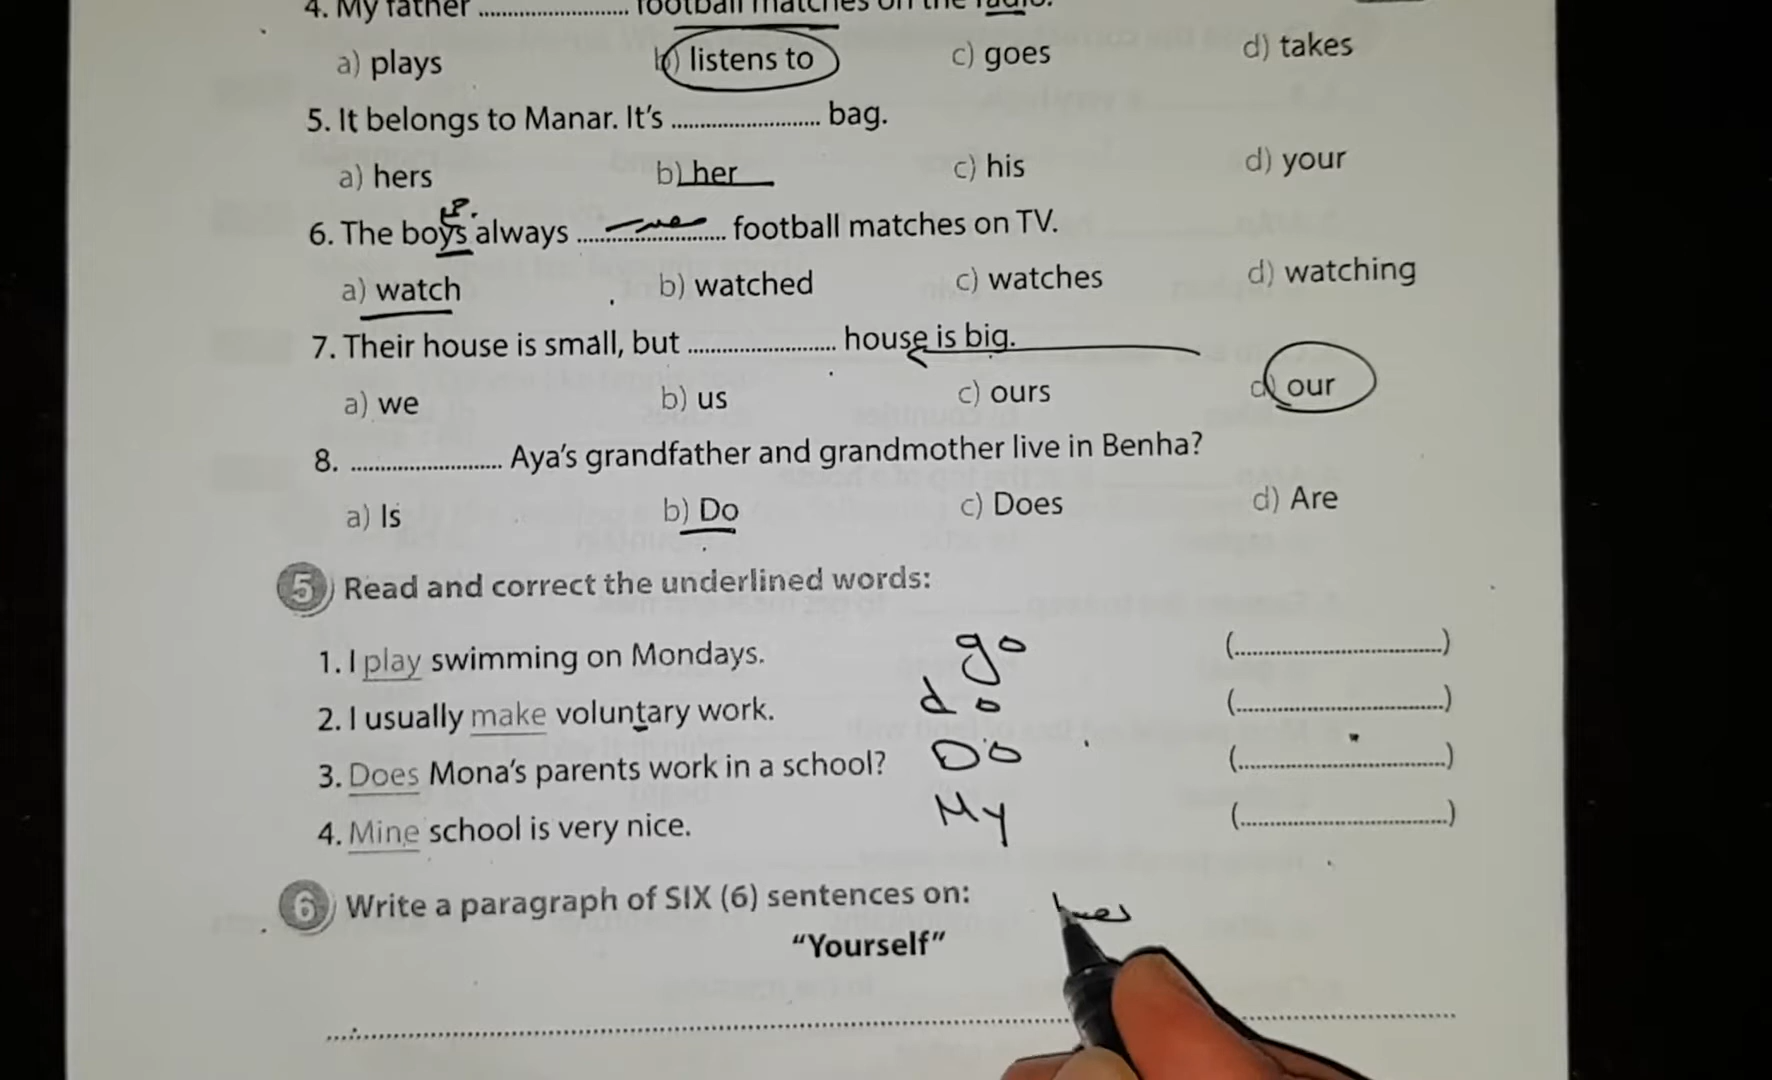 4. My father ........................ football matches on the radio.
a) plays b) listens to c) goes d) takes
5. It belongs to Manar. It's ........................ bag.
a) hers b) her c) his d) your
6. The boys always ........................ football matches on TV.
a) watch b) watched c) watches d) watching
7. Their house is small, but ........................ house is big.
a) we b) us c) ours d) our
8. ........................ Aya's grandfather and grandmother live in Benha?
a) Is b) Do c) Does d) Are
5 Read and correct the underlined words:
1. I play swimming on Mondays. go (..................................)
2. I usually make voluntary work. do (..................................)
3. Does Mona's parents work in a school? Do (..................................)
4. Mine school is very nice. My (..................................)
6 Write a paragraph of SIX (6) sentences on:
"Yourself"